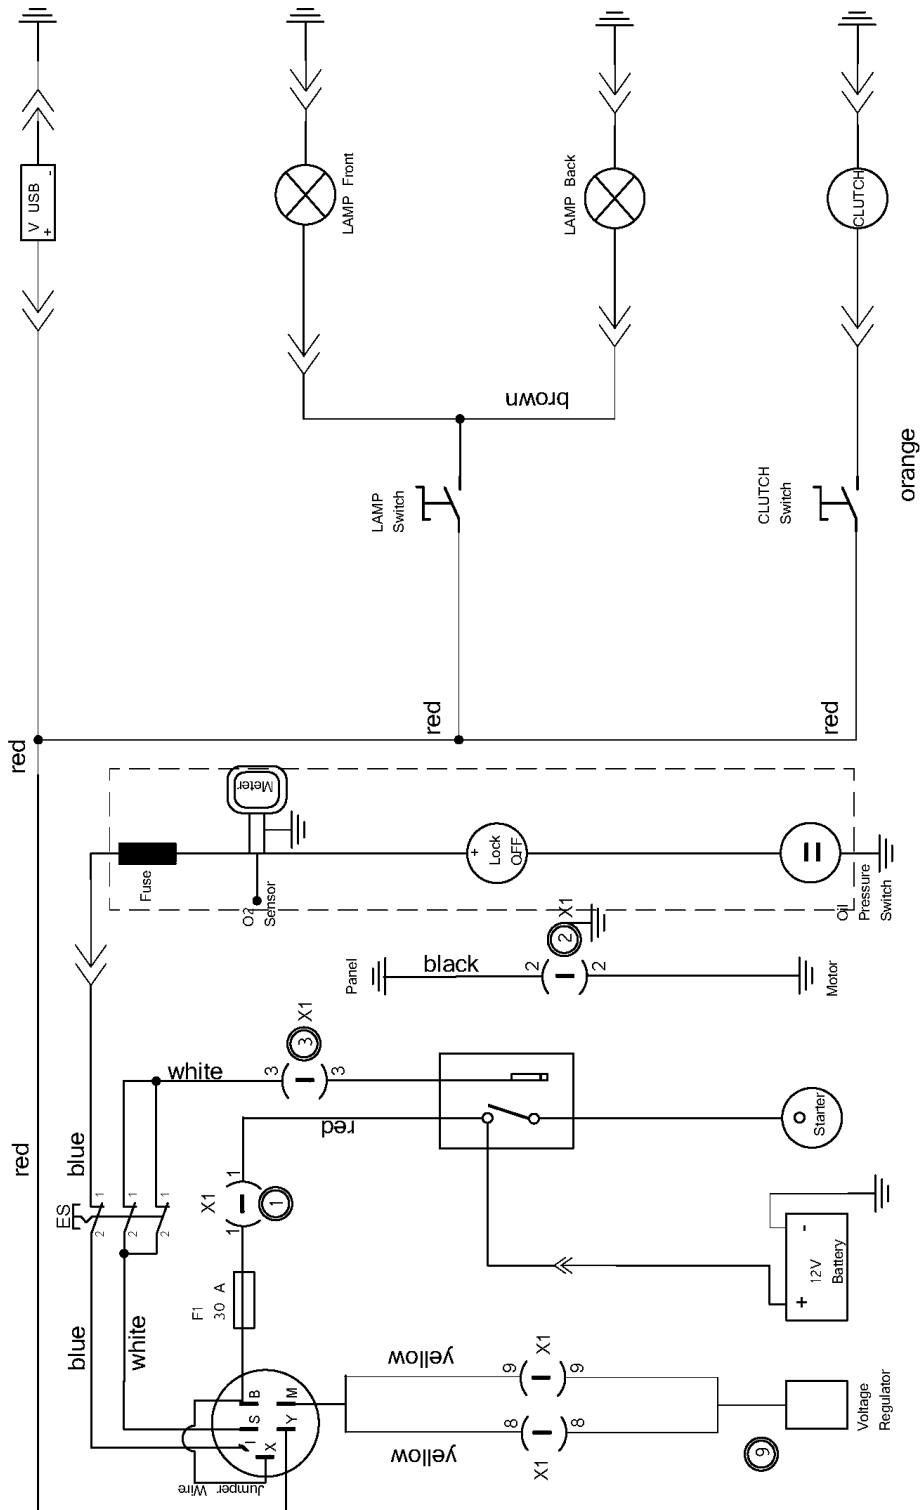 V USB
+ -
LAMP Front
LAMP Back
CLUTCH
brown
LAMP
Switch
CLUTCH
Switch
orange
red
red
red
Meter
Fuse
O2
Sensor
+
Lock
OFF
Oil
Pressure
Switch
Panel
black
2
2
2
X1
Motor
3
X1
3
3
white
red
blue
red
ES
1
2
1
2
1
2
X1
1
1
1
Starter
F1
30 A
12V
Battery
+
-
blue
white
B
M
S
Y
I
X
Jumper Wire
yellow
yellow
9
9
X1
8
8
X1
9
Voltage
Regulator